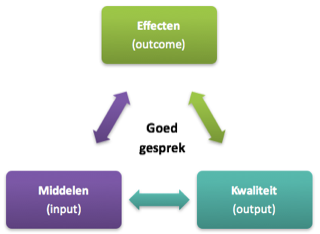 Effecten
(outcome)
Goed
gesprek
Middelen
(input)
Kwaliteit
(output)